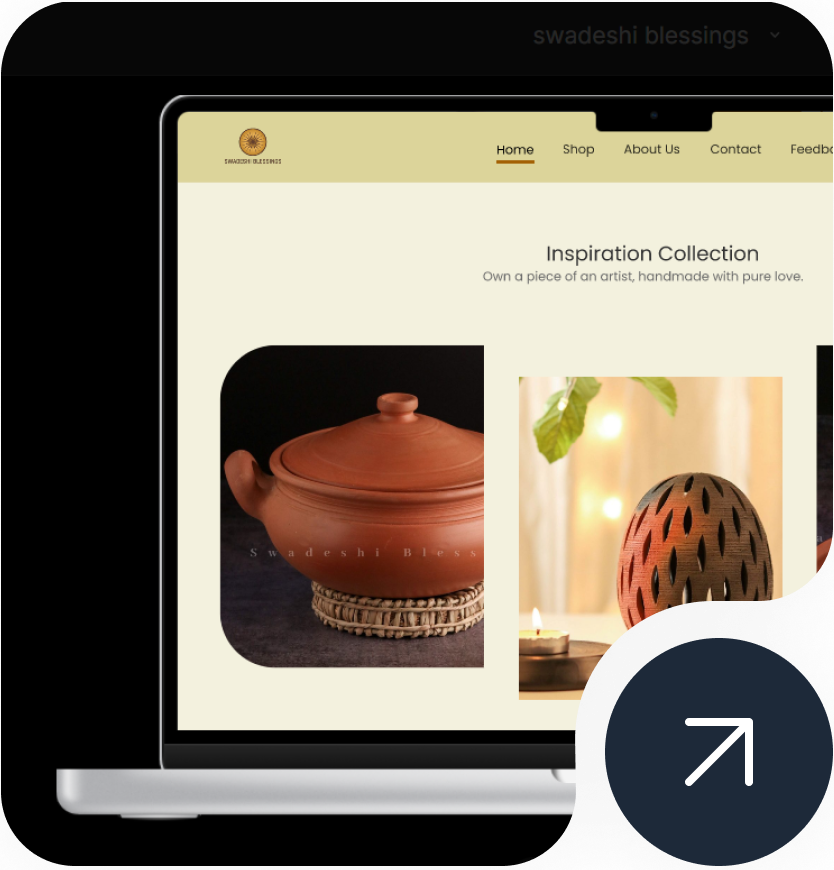 swadeshi blessings
SWADESHI BLESSINGS
Home Shop About Us Contact Feedba
Inspiration Collection
Own a piece of an artist, handmade with pure love.
Swadeshi Bless